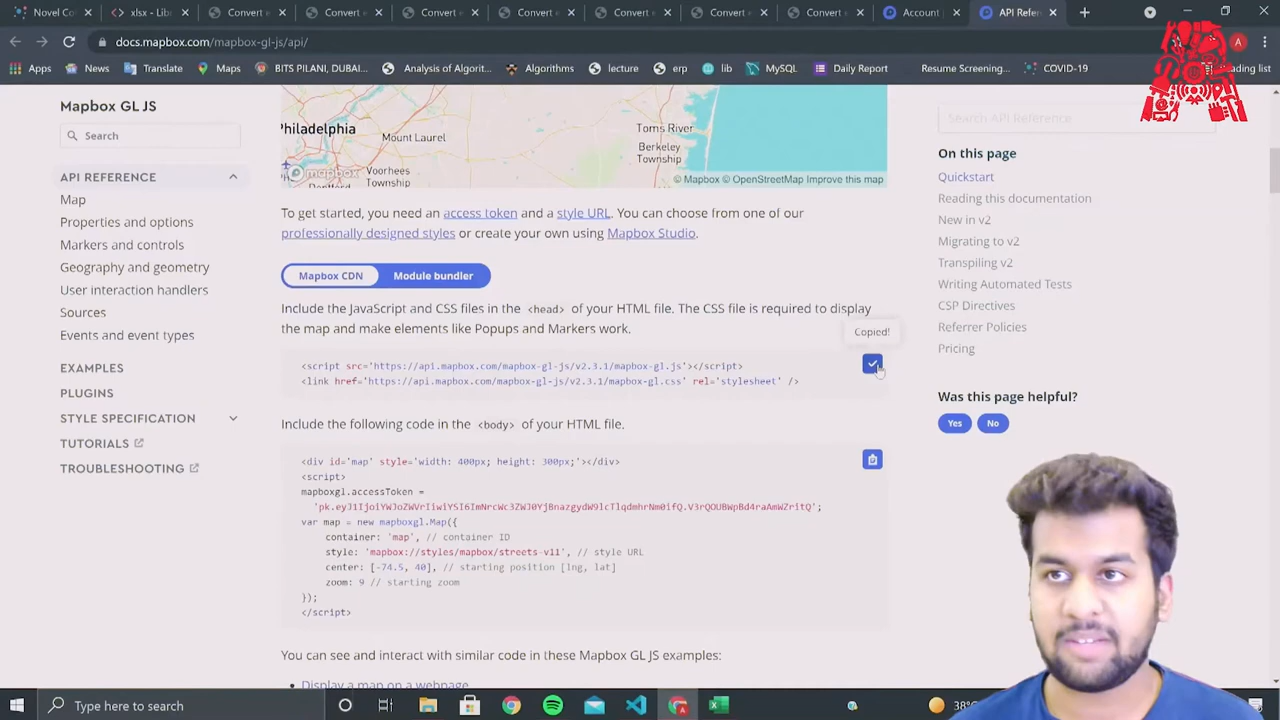 Novel Co
xlsx - Lib
Convert
Convert
Convert
Convert
Convert
Convert
Convert
Account
API Refe
docs.mapbox.com/mapbox-gl-js/api/
A
Apps
News
Translate
Maps
BITS PILANI, DUBAI...
Analysis of Algorit...
Algorithms
lecture
erp
lib
MySQL
Daily Report
Resume Screening...
COVID-19
Mapbox GL JS
Search
API REFERENCE
Map
Properties and options
Markers and controls
Geography and geometry
User interaction handlers
Sources
Events and event types
EXAMPLES
PLUGINS
STYLE SPECIFICATION
TUTORIALS
TROUBLESHOOTING
Philadelphia
Mount Laurel
Toms River
Berkeley
Township
Voorhees
Township
mapbox
© Mapbox © OpenStreetMap Improve this map
To get started, you need an access token and a style URL. You can choose from one of our
professionally designed styles or create your own using Mapbox Studio.
Mapbox CDN
Module bundler
Include the JavaScript and CSS files in the <head> of your HTML file. The CSS file is required to display
the map and make elements like Popups and Markers work.
Copied!
<script src='https://api.mapbox.com/mapbox-gl-js/v2.3.1/mapbox-gl.js'></script>
<link href='https://api.mapbox.com/mapbox-gl-js/v2.3.1/mapbox-gl.css' rel='stylesheet' />
Include the following code in the <body> of your HTML file.
<div id='map' style='width: 400px; height: 300px;'></div>
<script>
mapboxgl.accessToken =
var map = new mapboxgl.Map({
container: 'map', // container ID
style: 'mapbox://styles/mapbox/streets-v11', // style URL
center: [-74.5, 40], // starting position [lng, lat]
zoom: 9 // starting zoom
});
</script>
You can see and interact with similar code in these Mapbox GL JS examples:
Display a map on a webpage
Search API Reference
On this page
Quickstart
Reading this documentation
New in v2
Migrating to v2
Transpiling v2
Writing Automated Tests
CSP Directives
Referrer Policies
Pricing
Was this page helpful?
Yes
No
Type here to search
38°